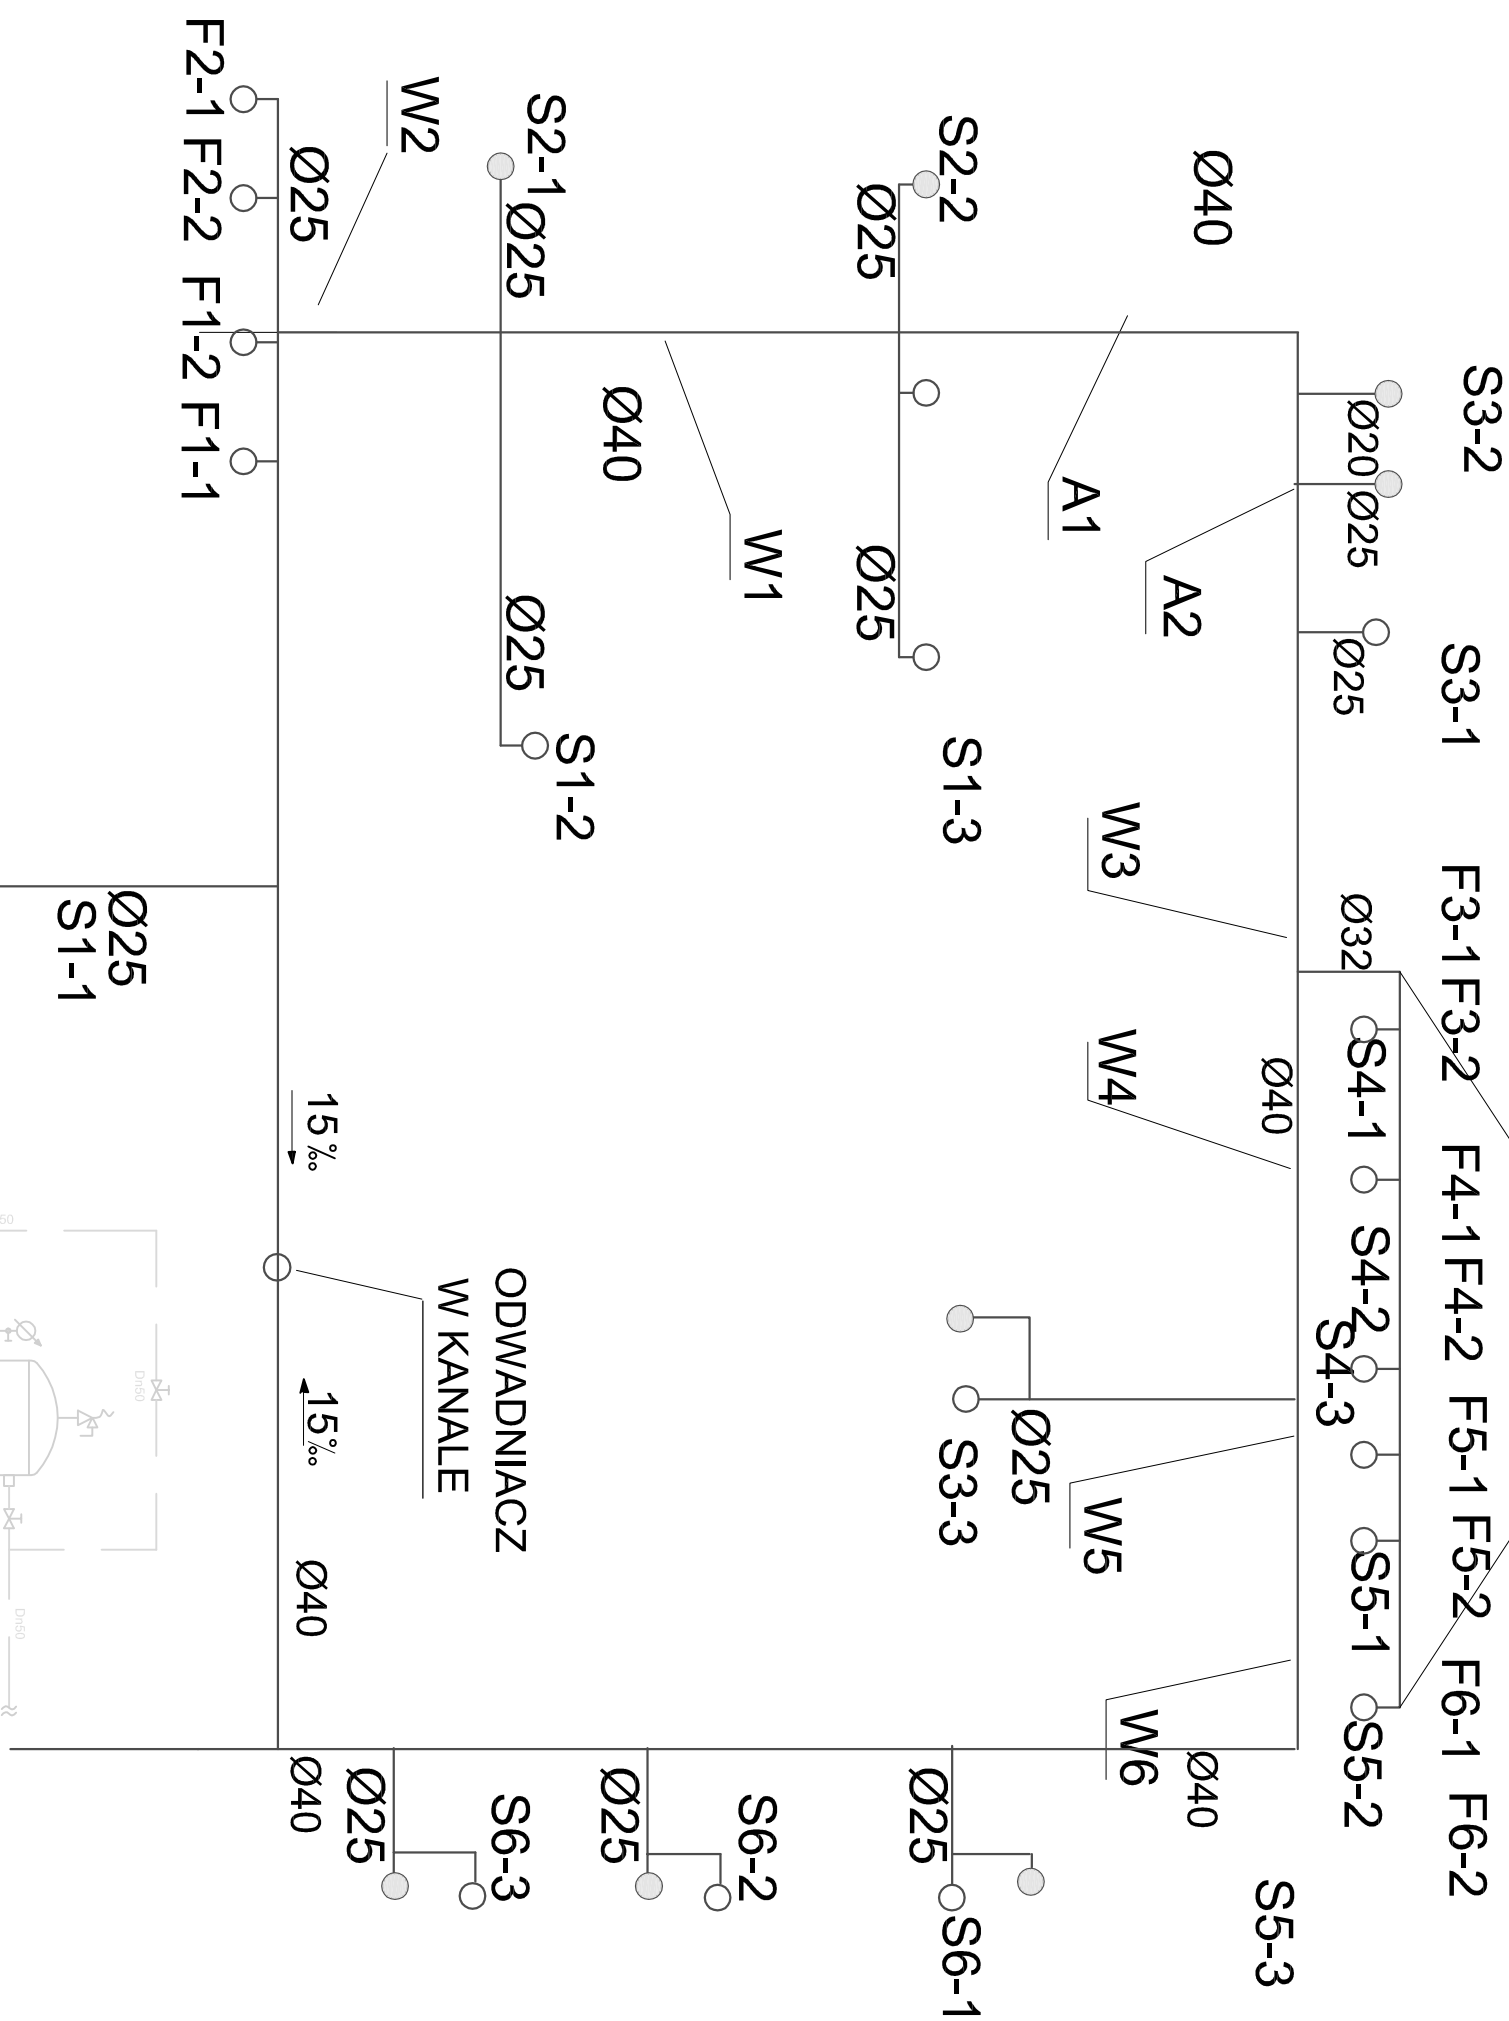 S3-2
S3-1
F3-1
F3-2
F4-1
F4-2
F5-1
F5-2
F6-1
F6-2
Ø20
Ø25
Ø25
Ø32
S4-1
S4-2
S4-3
S5-1
S5-2
Ø40
Ø40
S5-3
Ø40
A2
A1
W3
W4
W5
W6
Ø40
S2-2
S1-3
S3-3
Ø25
S6-1
Ø25
Ø25
Ø25
W1
S6-2
Ø40
Ø25
S2-1
Ø25
Ø25
S1-2
ODWADNIACZ
W KANALE
S6-3
W2
Ø25
Ø25
15‰
15‰
Ø40
Ø40
F2-1
F2-2
F1-2
F1-1
Ø25
S1-1
Dn50
Dn50
50